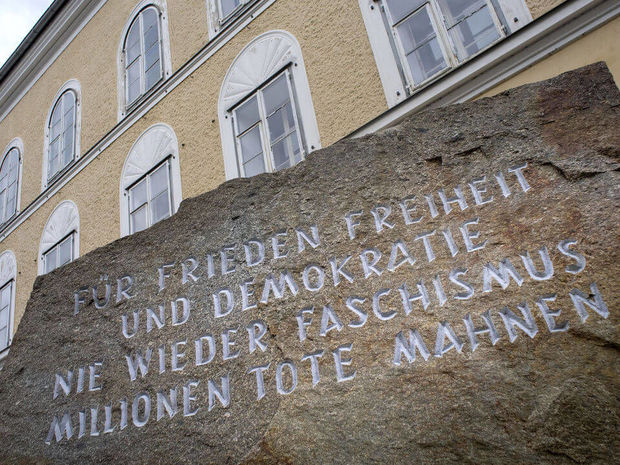 FÜR FRIEDEN FREIHEIT
UND DEMOKRATIE
NIE WIEDER FASCHISMUS
MILLIONEN TOTE MAHNEN